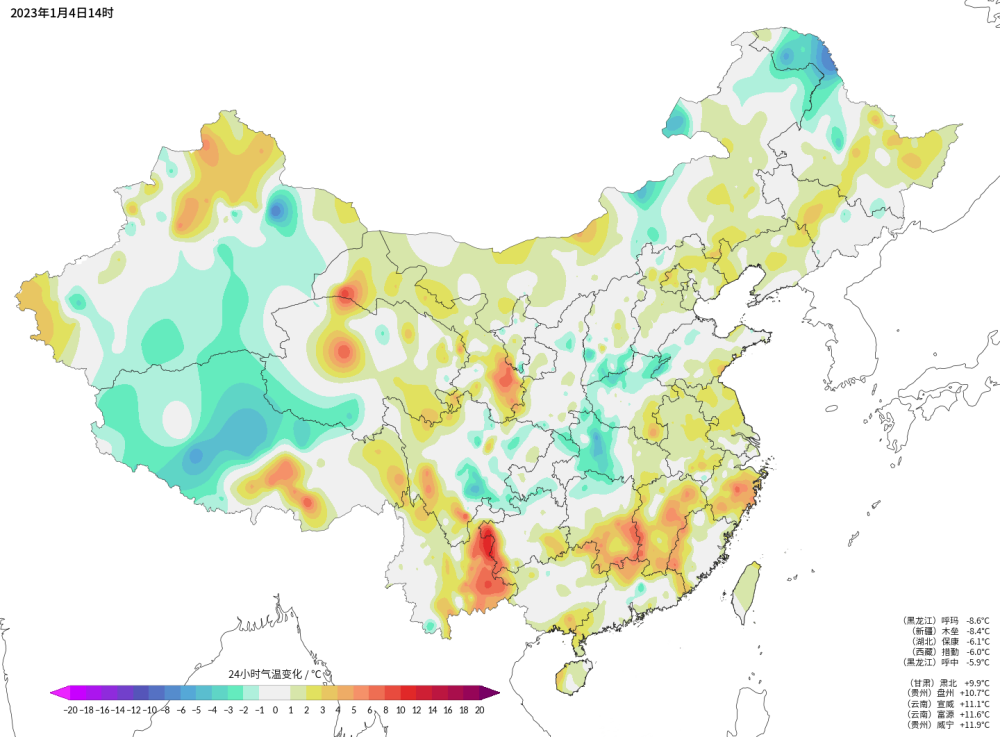 2023年1月4日14时
24小时气温变化 / °C
-20 -18 -16 -14 -12 -10 -8 -6 -5 -4 -3 -2 -1 0 1 2 3 4 5 6 8 10 12 14 16 18 20
（黑龙江）呼玛 -8.6°C
（新疆）木垒 -8.4°C
（湖北）保康 -6.1°C
（西藏）措勤 -6.0°C
（黑龙江）呼中 -5.9°C
（甘肃）肃北 +9.9°C
（贵州）盘州 +10.7°C
（云南）宣威 +11.1°C
（云南）富源 +11.6°C
（贵州）威宁 +11.9°C